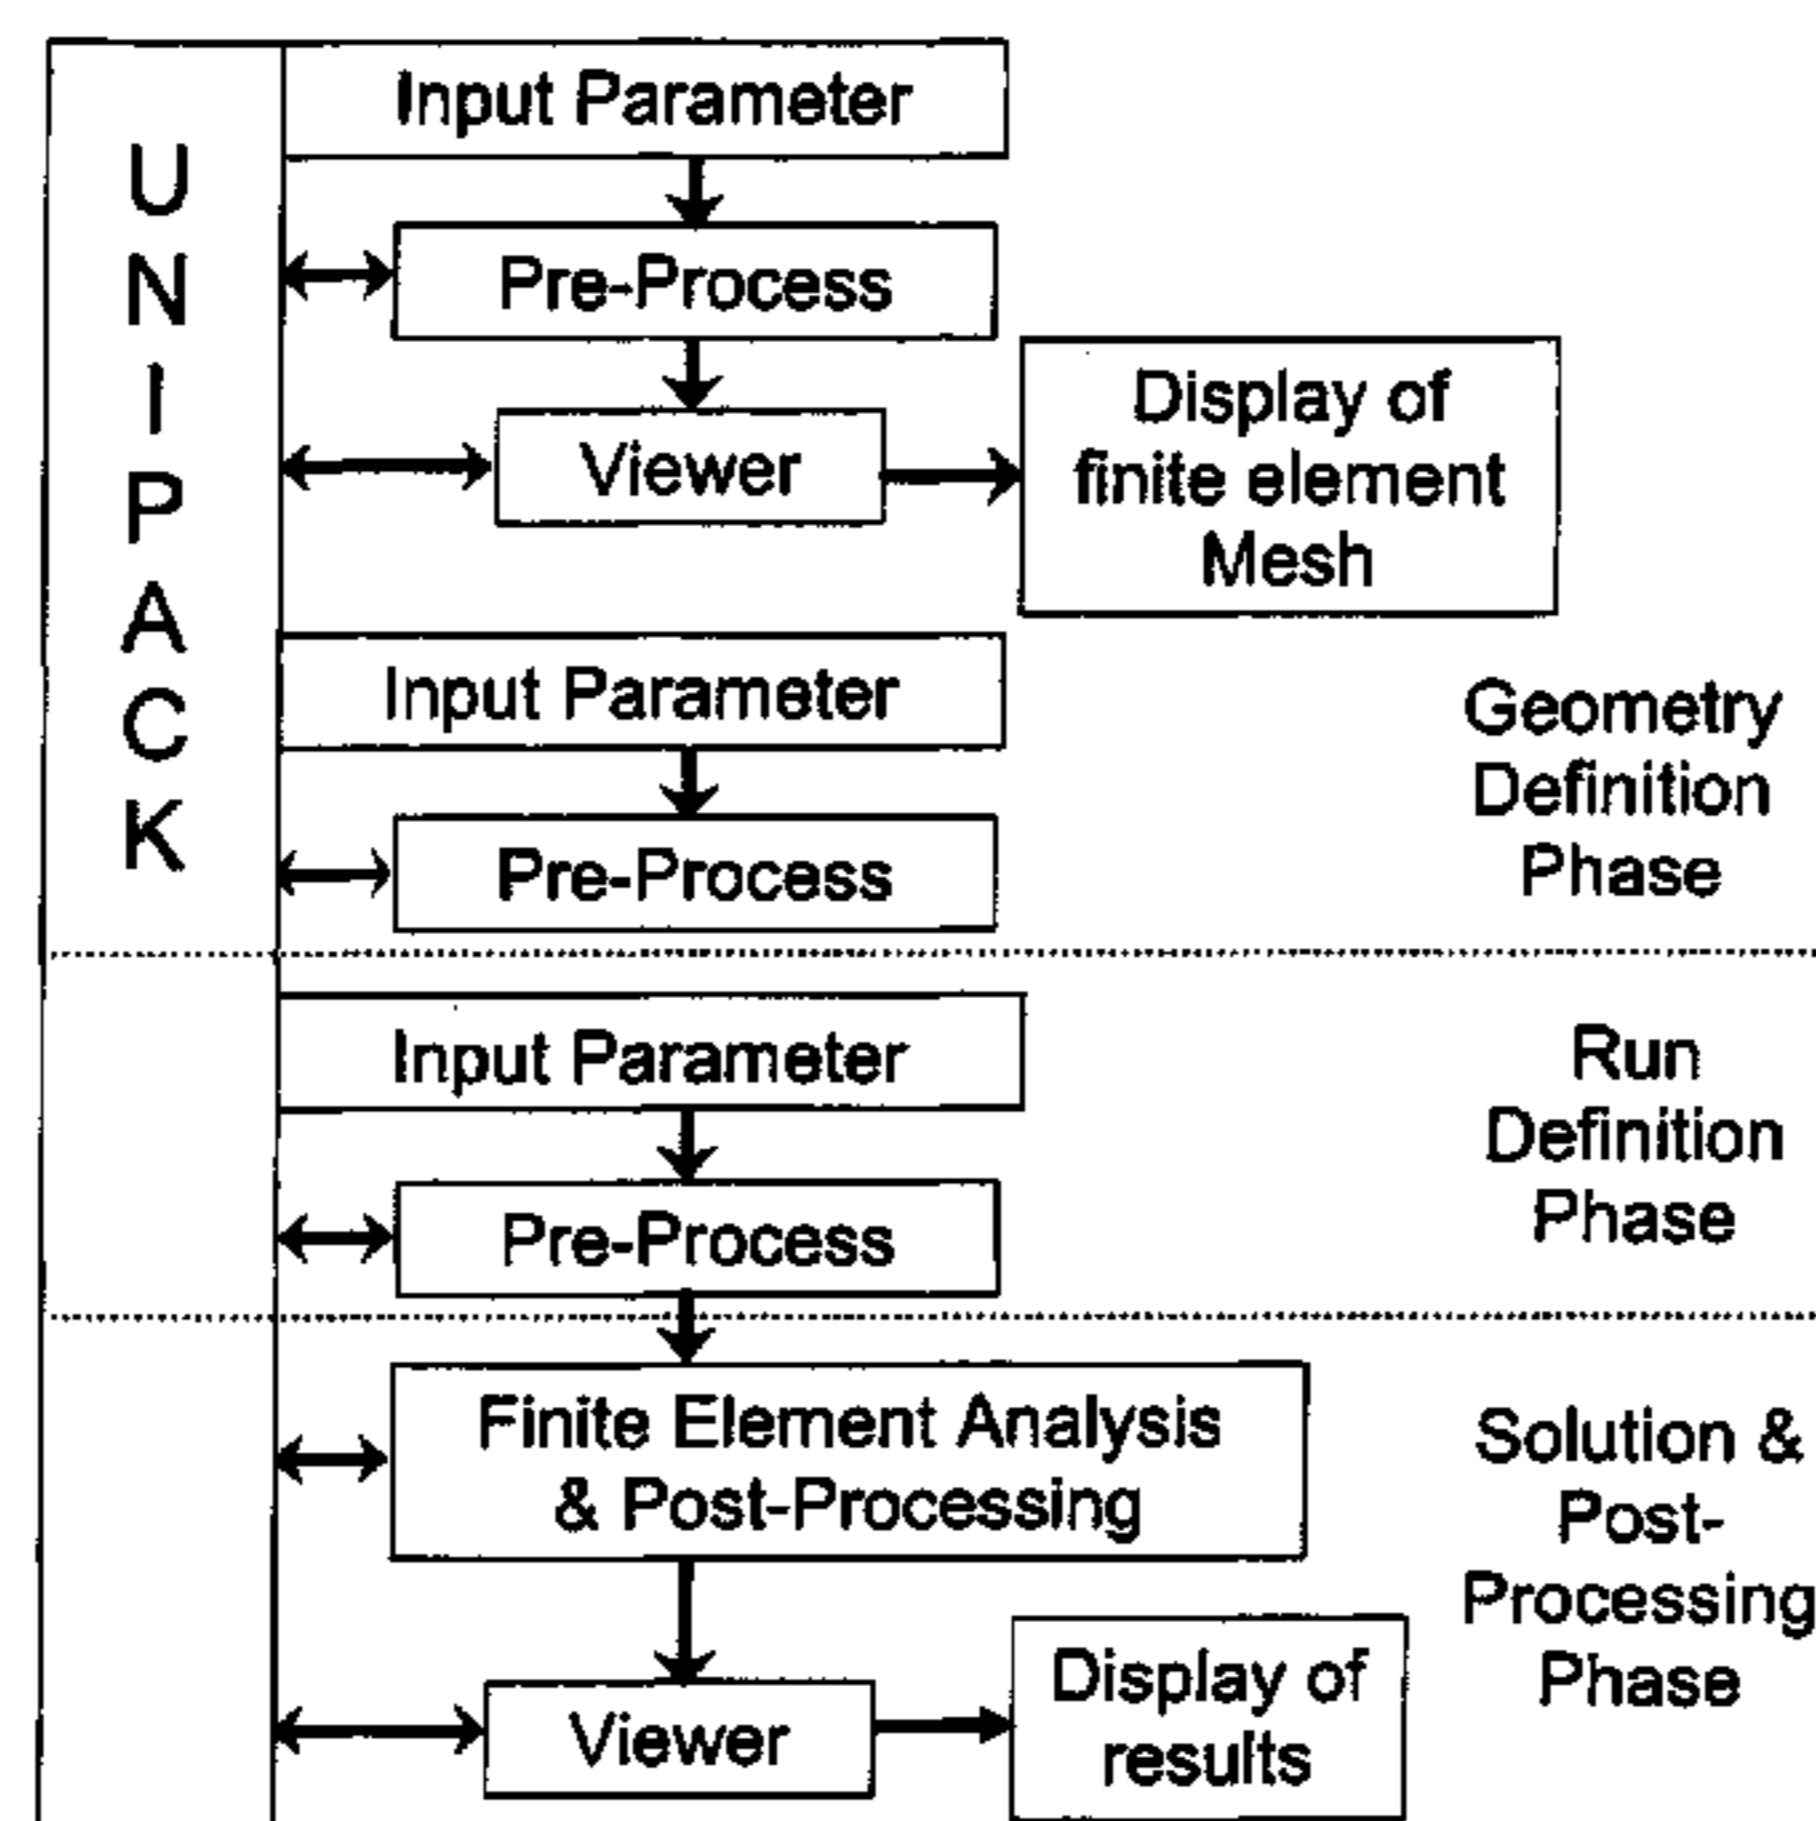 UNIPACK
Input Parameter
Pre-Process
Viewer
Display of
finite element
Mesh
Input Parameter
Pre-Process
Geometry
Definition
Phase
Input Parameter
Pre-Process
Run
Definition
Phase
Finite Element Analysis
& Post-Processing
Solution &
Post-
Processing
Phase
Viewer
Display of
results